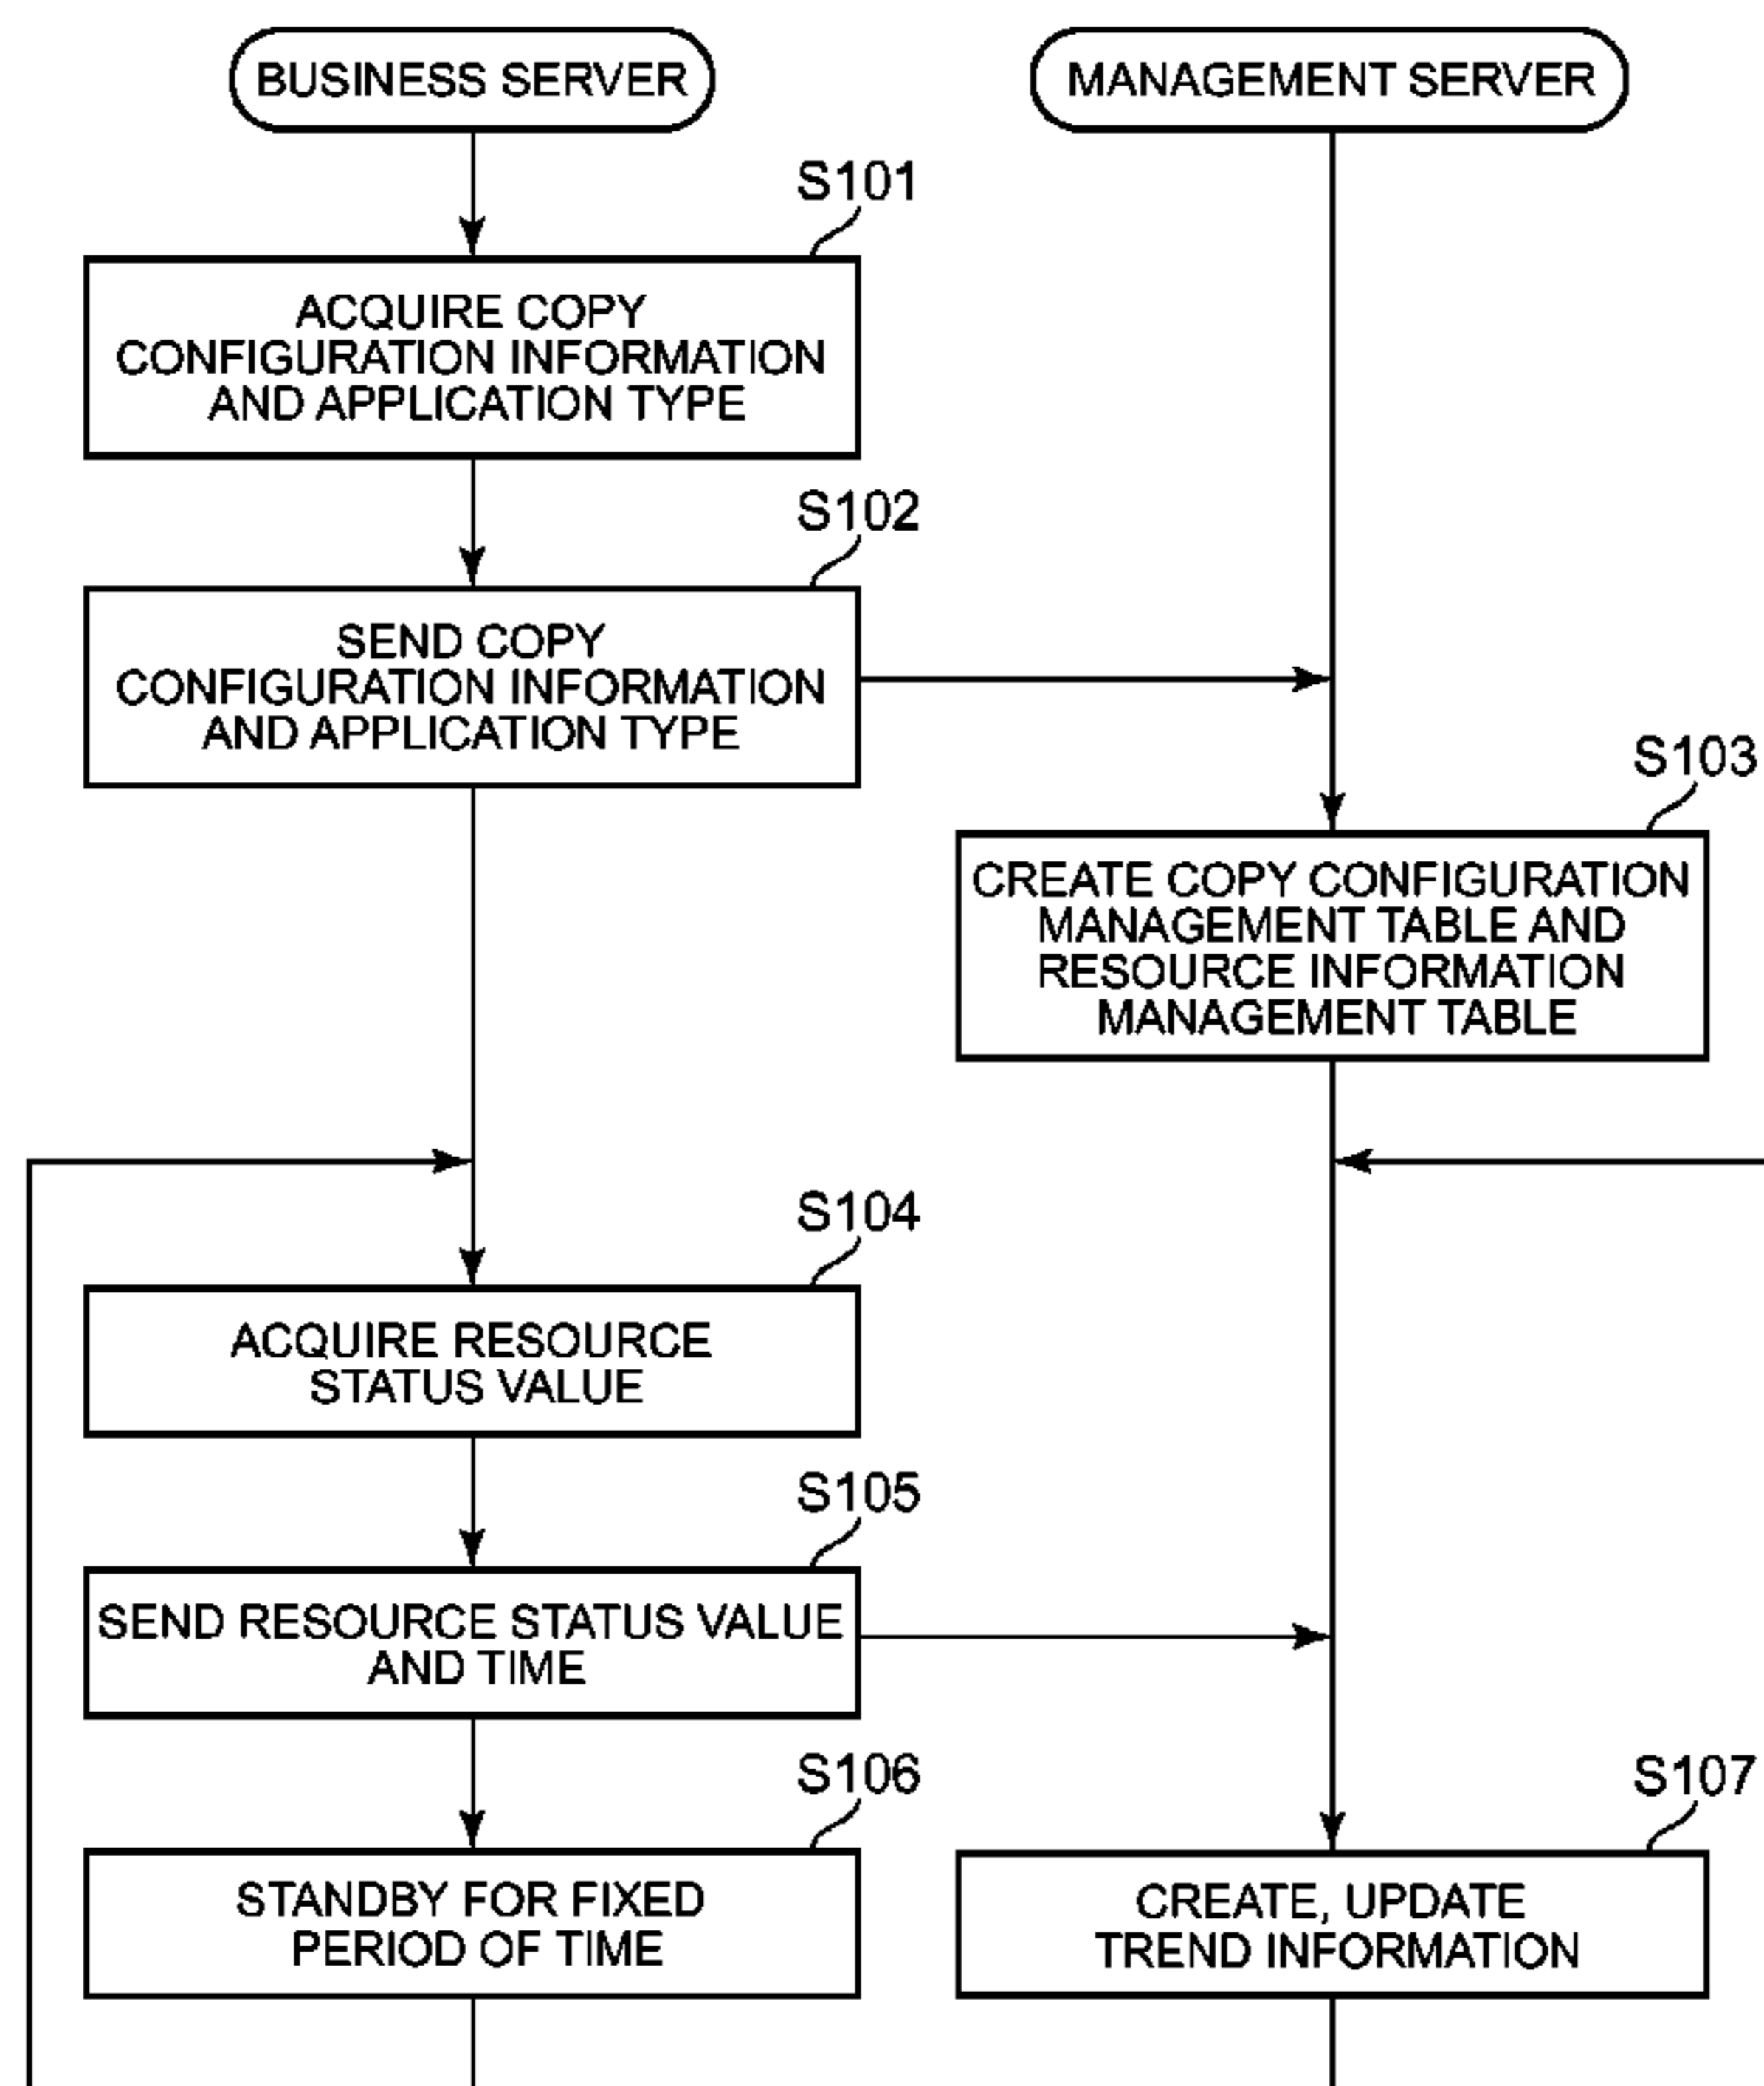 BUSINESS SERVER
MANAGEMENT SERVER
S101
ACQUIRE COPY
CONFIGURATION INFORMATION
AND APPLICATION TYPE
S102
SEND COPY
CONFIGURATION INFORMATION
AND APPLICATION TYPE
S103
CREATE COPY CONFIGURATION
MANAGEMENT TABLE AND
RESOURCE INFORMATION
MANAGEMENT TABLE
S104
ACQUIRE RESOURCE
STATUS VALUE
S105
SEND RESOURCE STATUS VALUE
AND TIME
S106
STANDBY FOR FIXED
PERIOD OF TIME
S107
CREATE, UPDATE
TREND INFORMATION